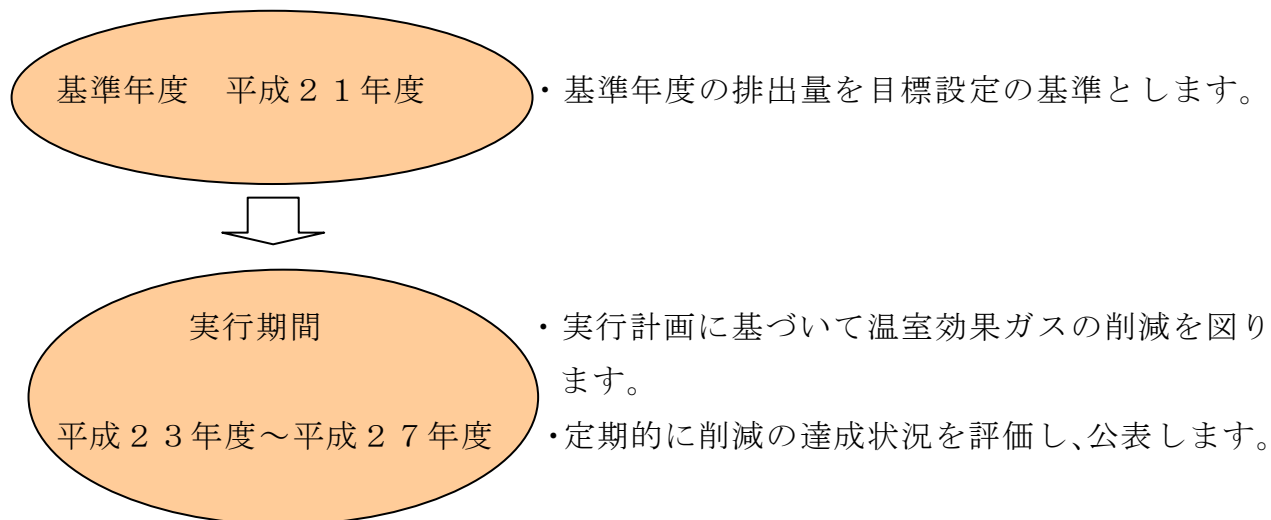 基準年度　平成２１年度
・基準年度の排出量を目標設定の基準とします。
実行期間
・実行計画に基づいて温室効果ガスの削減を図り
ます。
平成２３年度～平成２７年度
・定期的に削減の達成状況を評価し、公表します。